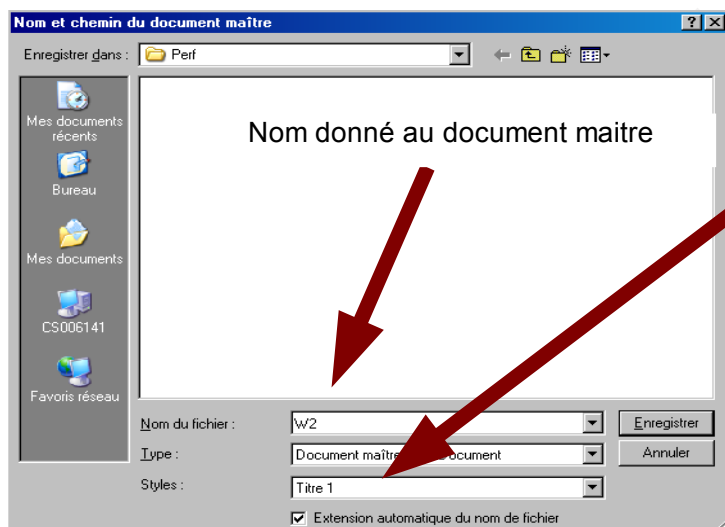 Nom et chemin du document maître
Enregistrer dans :
Perf
Mes documents
récents
Bureau
Mes documents
CS006141
Favoris réseau
Nom donné au document maitre
Nom du fichier :
W2
Enregistrer
Type :
Document maître ocument
Annuler
Styles :
Titre 1
Extension automatique du nom de fichier